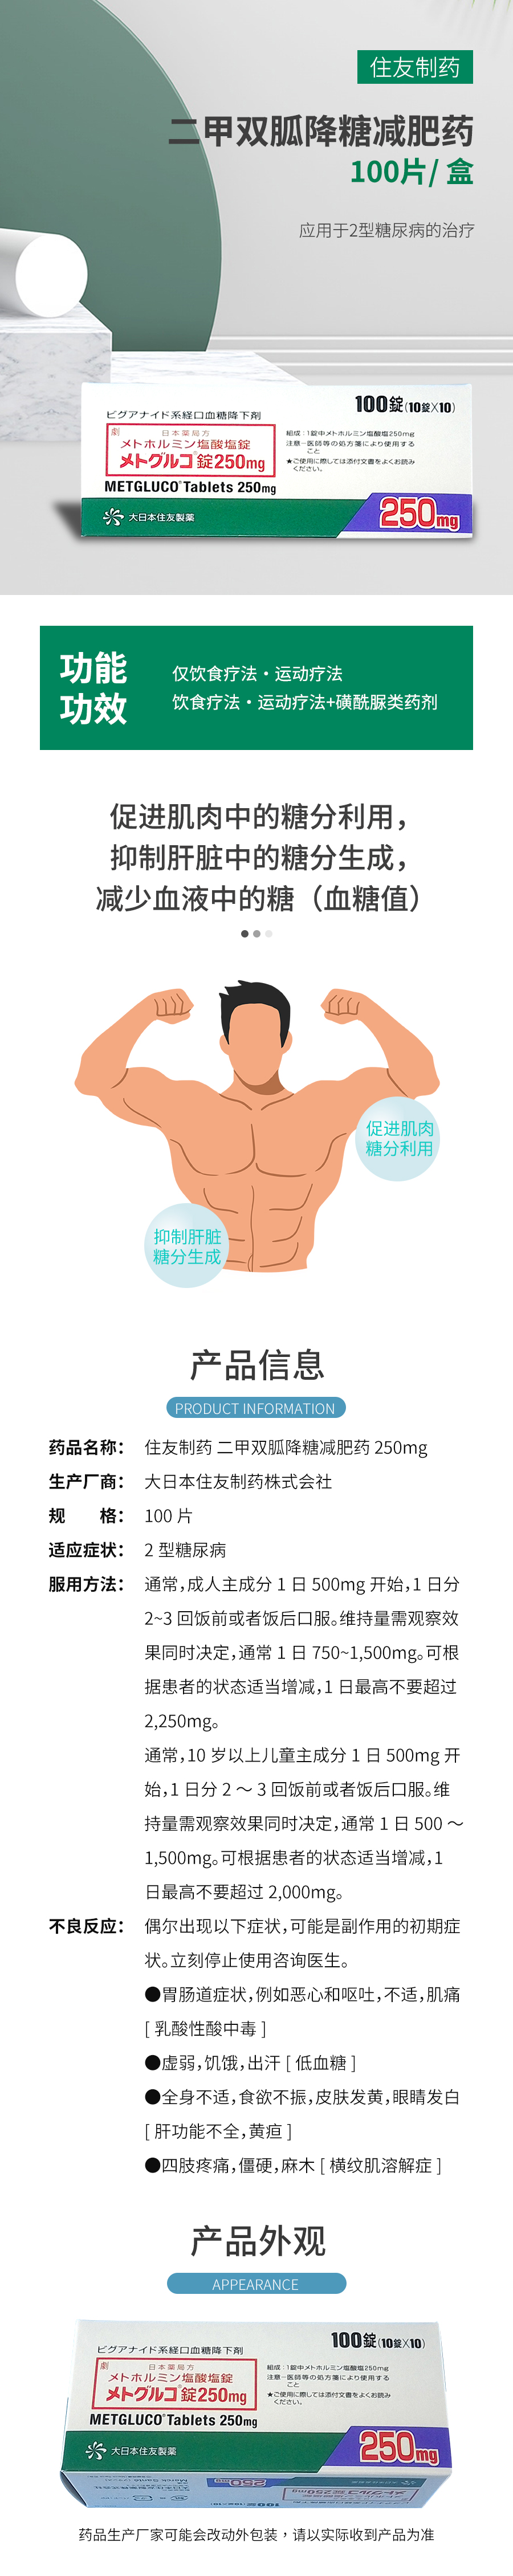 住友制药
二甲双胍降糖减肥药
100片/ 盒
应用于2型糖尿病的治疗
100錠(10錠×10)
ビグアナイド系経口血糖降下剤
劇 日本薬局方
メトホルミン塩酸塩錠
メトグルコ®錠250mg
METGLUCO® Tablets 250mg
組成：1錠中メトホルミン塩酸塩250mg
注意－医師等の処方箋により使用する
こと
★ご使用に際しては添付文書をよくお読み
ください。
大日本住友製薬
250mg
功能
功效
仅饮食疗法・运动疗法
饮食疗法・运动疗法+磺酰脲类药剂
促进肌肉中的糖分利用，
抑制肝脏中的糖分生成，
减少血液中的糖（血糖值）
促进肌肉
糖分利用
抑制肝脏
糖分生成
产品信息
PRODUCT INFORMATION
药品名称： 住友制药 二甲双胍降糖减肥药 250mg
生产厂商： 大日本住友制药株式会社
规　　格： 100 片
适应症状： 2 型糖尿病
服用方法： 通常，成人主成分 1 日 500mg 开始，1 日分
2~3 回饭前或者饭后口服。维持量需观察效
果同时决定，通常 1 日 750~1,500mg。可根
据患者的状态适当增减，1 日最高不要超过
2,250mg。
通常，10 岁以上儿童主成分 1 日 500mg 开
始，1 日分 2 ～ 3 回饭前或者饭后口服。维
持量需观察效果同时决定，通常 1 日 500 ～
1,500mg。可根据患者的状态适当增减，1
日最高不要超过 2,000mg。
不良反应： 偶尔出现以下症状，可能是副作用的初期症
状。立刻停止使用咨询医生。
●胃肠道症状，例如恶心和呕吐，不适，肌痛
[ 乳酸性酸中毒 ]
●虚弱，饥饿，出汗 [ 低血糖 ]
●全身不适，食欲不振，皮肤发黄，眼睛发白
[ 肝功能不全，黄疸 ]
●四肢疼痛，僵硬，麻木 [ 横纹肌溶解症 ]
产品外观
APPEARANCE
100錠(10錠×10)
ビグアナイド系経口血糖降下剤
劇 日本薬局方
メトホルミン塩酸塩錠
メトグルコ®錠250mg
METGLUCO® Tablets 250mg
組成：1錠中メトホルミン塩酸塩250mg
注意－医師等の処方箋により使用する
こと
★ご使用に際しては添付文書をよくお読み
ください。
大日本住友製薬
250mg
药品生产厂家可能会改动外包装，请以实际收到产品为准